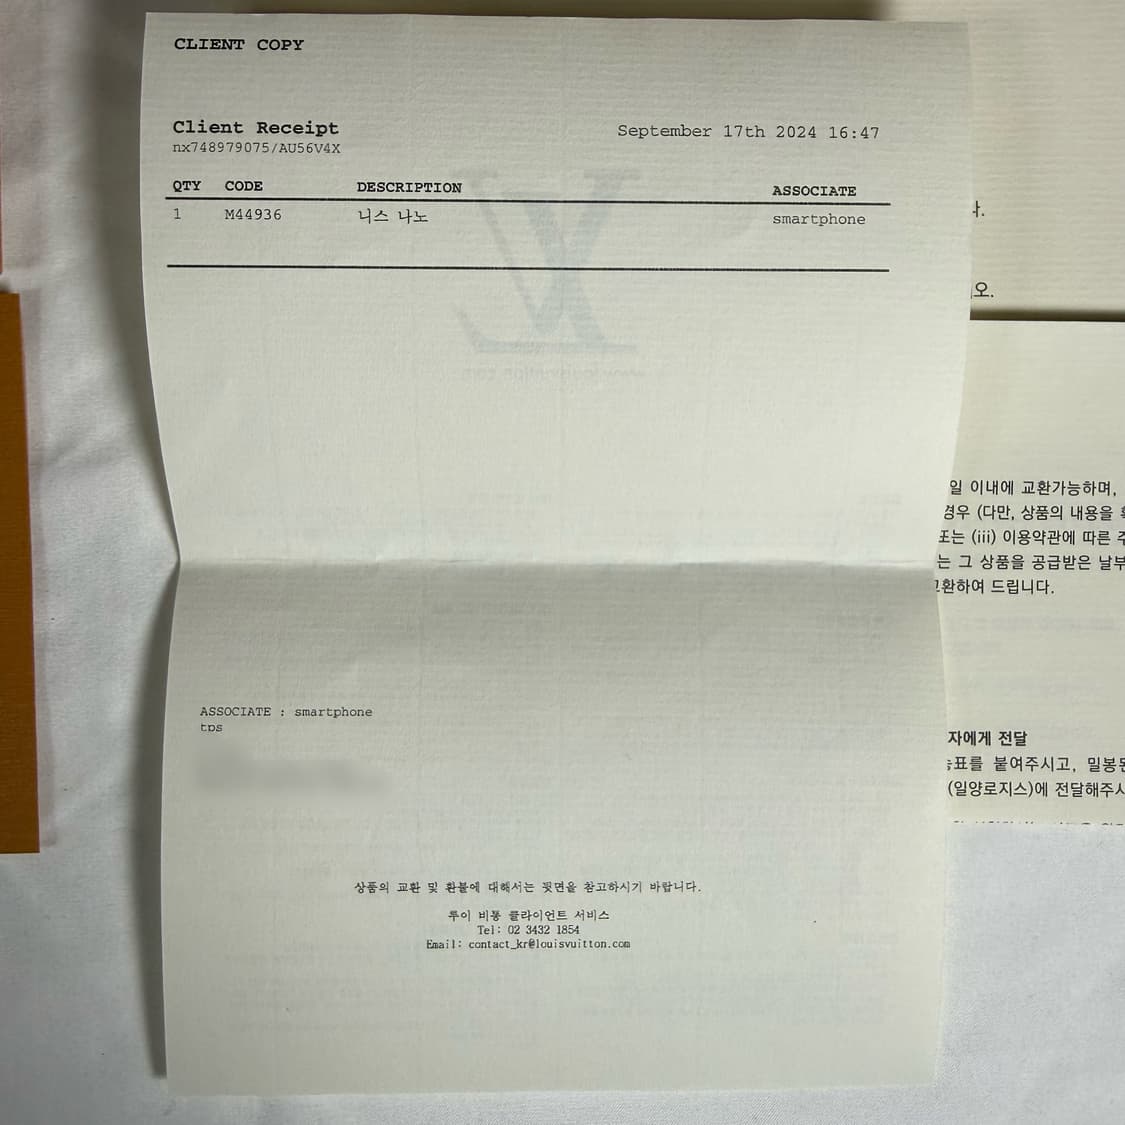 CLIENT COPY
Client Receipt
September 17th 2024 16:47
nx748979075/AU56V4X
QTY CODE DESCRIPTION ASSOCIATE
1 M44936 니스 나노 smartphone
ASSOCIATE : smartphone
tps
상품의 교환 및 환불에 대해서는 뒷면을 참고하시기 바랍니다.
루이 비통 클라이언트 서비스
Tel: 02 3432 1854
Email: contact_kr@louisvuitton.com
일 이내에 교환가능하며,
경우 (다만, 상품의 내용을
또는 (iii) 이용약관에 따른
는 그 상품을 공급받은 날부
교환하여 드립니다.
자에게 전달
표를 붙여주시고, 밀봉된
(일양로지스)에 전달해주시